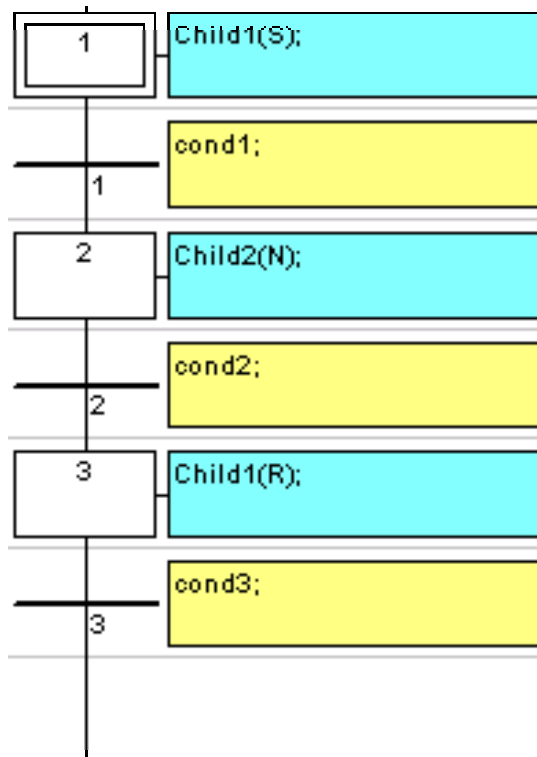 1
Child1(S);
cond1;
1
2
Child2(N);
cond2;
2
3
Child1(R);
cond3;
3